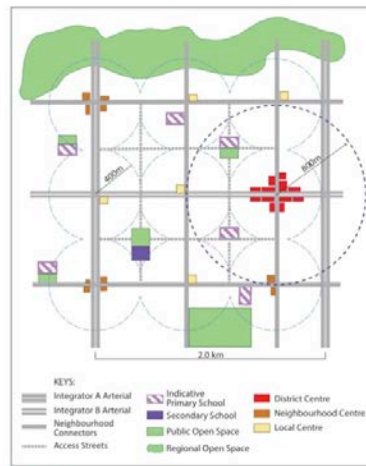 400m
800m
2.0 km
KEYS:
Integrator A Arterial
Integrator B Arterial
Neighbourhood
Connectors
Access Streets
Indicative
Primary School
Secondary School
Public Open Space
Regional Open Space
District Centre
Neighbourhood Centre
Local Centre